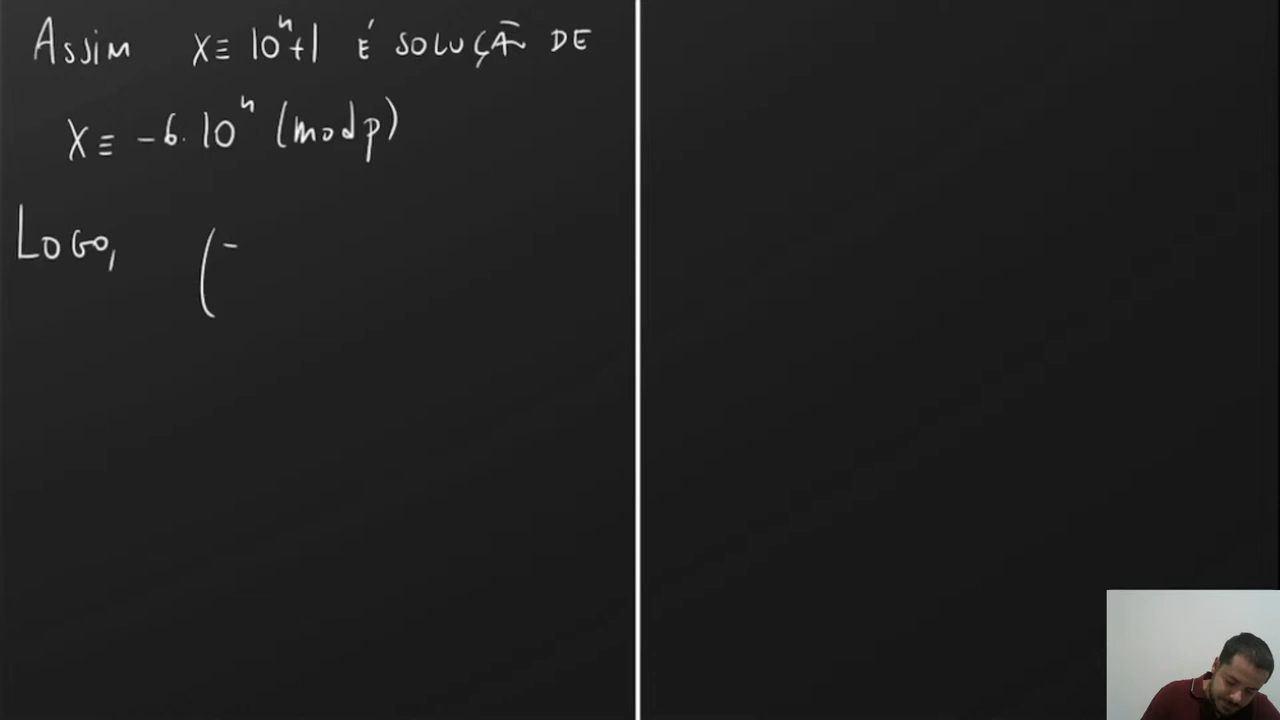 Assim x ≡ 10ⁿ+1 É SOLUÇÃO DE
x ≡ -6.10ⁿ (mod p)
LOGO, (-